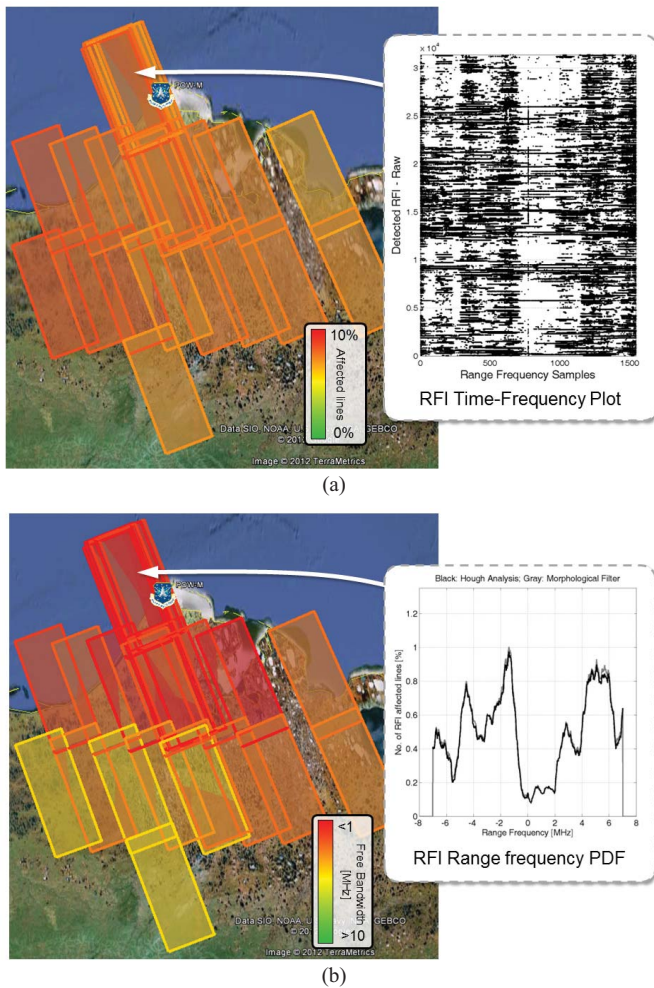 PCW-M
10%
Affected lines
0%
Data SIO, NOAA, U. GEBCO
© 2012
Image © 2012 TerraMetrics
x 10⁴
Detected RFI - Raw
3
2.5
2
1.5
1
0.5
0
0 500 1000 1500
Range Frequency Samples
RFI Time-Frequency Plot
(a)
<1
Free Bandwidth
[MHz]
>10
Data SIO, NOAA, U. GEBCO
Image © 2012 TerraMetrics
Black: Hough Analysis; Gray: Morphological Filter
No. of RFI affected lines [%]
1.2
1
0.8
0.6
0.4
0.2
0
-8 -6 -4 -2 0 2 4 6 8
Range Frequency [MHz]
RFI Range frequency PDF
(b)